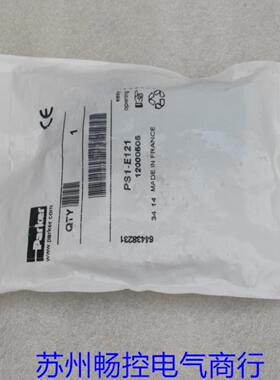 Parker
www.parker.com
QTY
1
PS1-E121
12000605
34 14 MADE IN FRANCE
64438231
苏州畅控电气商行